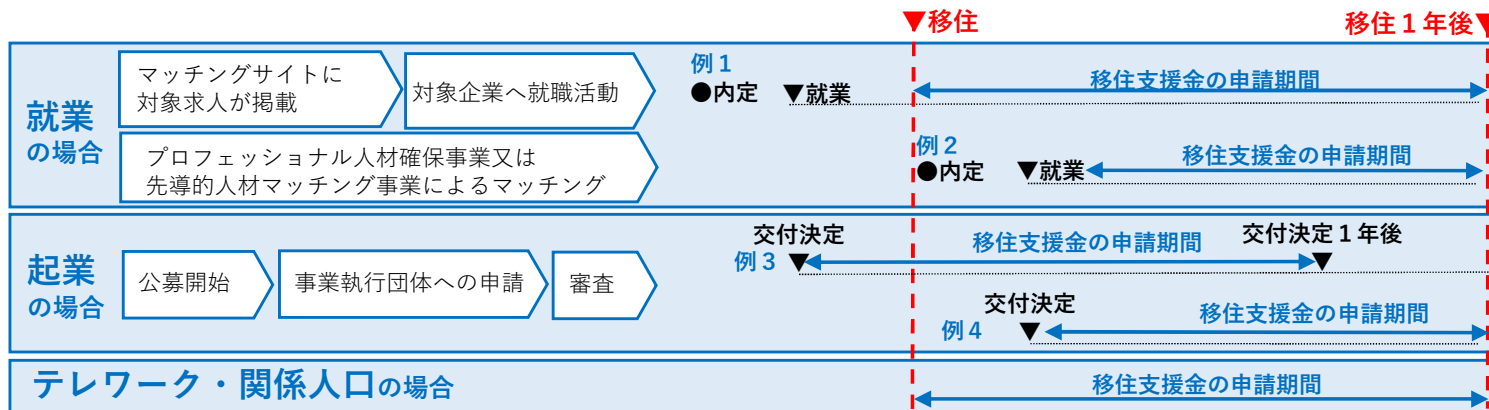 ▼移住
移住１年後▼
就業
の場合
マッチングサイトに
対象求人が掲載
対象企業へ就職活動
プロフェッショナル人材確保事業又は
先導的人材マッチング事業によるマッチング
例１
●内定
▼就業
移住支援金の申請期間
例２
●内定
▼就業
移住支援金の申請期間
起業
の場合
公募開始
事業執行団体への申請
審査
交付決定
例３
▼
移住支援金の申請期間
交付決定１年後
▼
交付決定
例４
▼
移住支援金の申請期間
テレワーク・関係人口の場合
移住支援金の申請期間